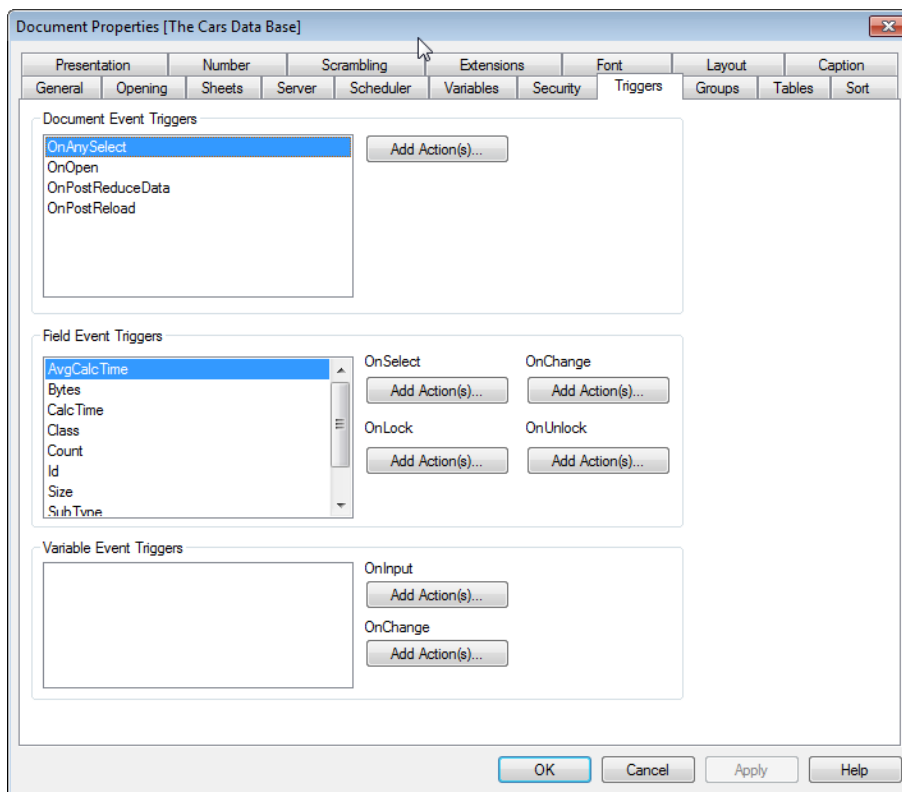 Document Properties [The Cars Data Base]
Presentation Number Scrambling Extensions Font Layout Caption
General Opening Sheets Server Scheduler Variables Security Triggers Groups Tables Sort
Document Event Triggers
OnAnySelect
OnOpen
OnPostReduceData
OnPostReload
Add Action(s)...
Field Event Triggers
AvgCalcTime
Bytes
CalcTime
Class
Count
Id
Size
SubType
OnSelect OnChange
Add Action(s)... Add Action(s)...
OnLock OnUnlock
Add Action(s)... Add Action(s)...
Variable Event Triggers
OnInput
Add Action(s)...
OnChange
Add Action(s)...
OK Cancel Apply Help